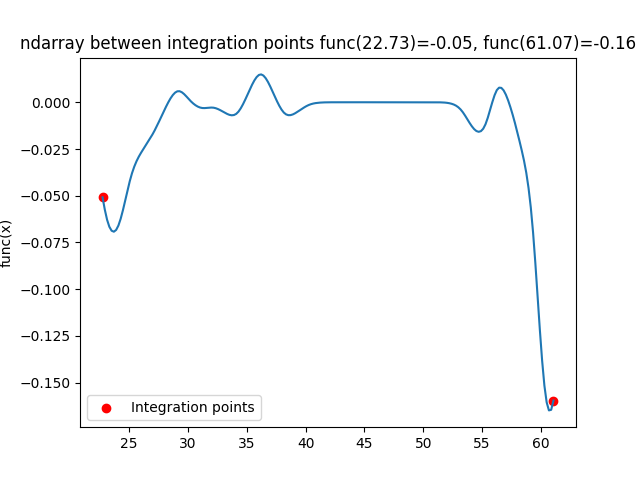 ndarray between integration points func(22.73)=-0.05, func(61.07)=-0.16
func(x)
0.000
−0.025
−0.050
−0.075
−0.100
−0.125
−0.150
Integration points
25 30 35 40 45 50 55 60